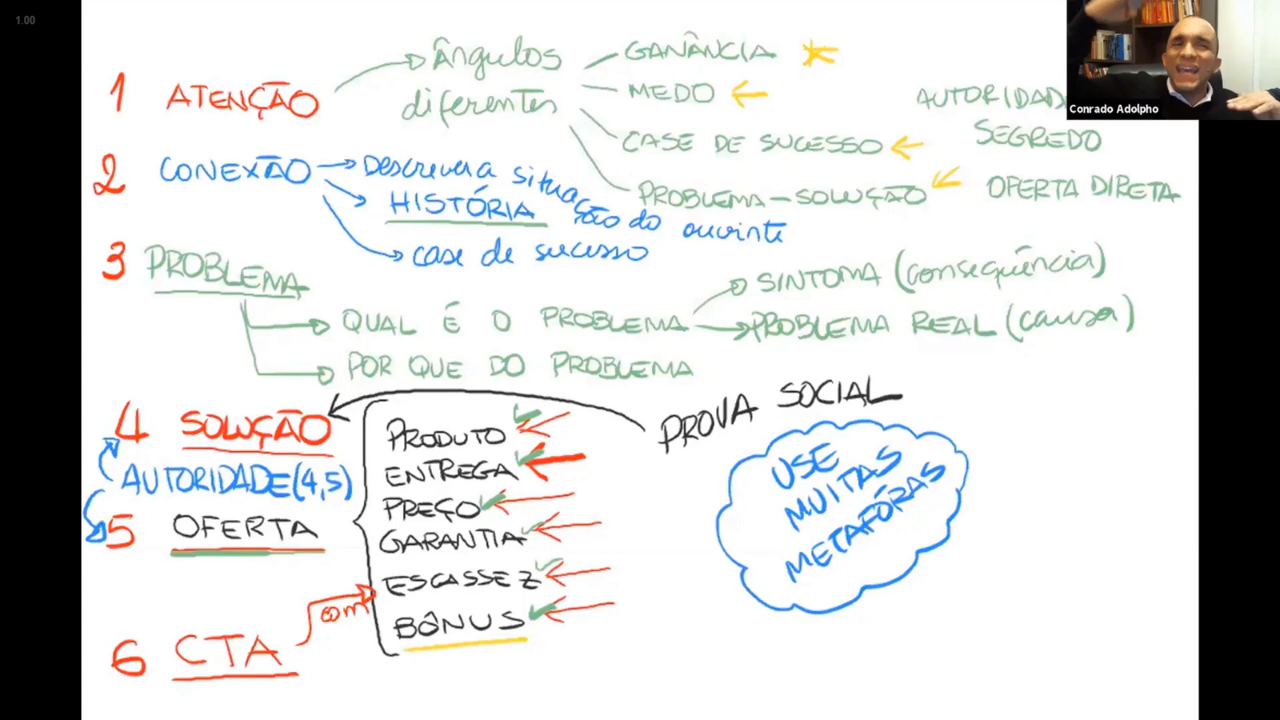 1.00
1 ATENÇÃO
ângulos
diferentes
GANÂNCIA
MEDO
CASE DE SUCESSO
PROBLEMA-SOLUÇÃO
SEGREDO
OFERTA DIRETA
Conrado Adolpho
2 CONEXÃO
Descrever a situação do ouvinte
HISTÓRIA
case de sucesso
3 PROBLEMA
QUAL É O PROBLEMA
SINTOMA (consequência)
PROBLEMA REAL (causa)
POR QUE DO PROBLEMA
4 SOLUÇÃO
PROVA SOCIAL
AUTORIDADE (4,5)
5 OFERTA
PRODUTO
ENTREGA
PREÇO
GARANTIA
ESCASSEZ
BÔNUS
USE
MUITAS
METAFÓRAS
com
6 CTA